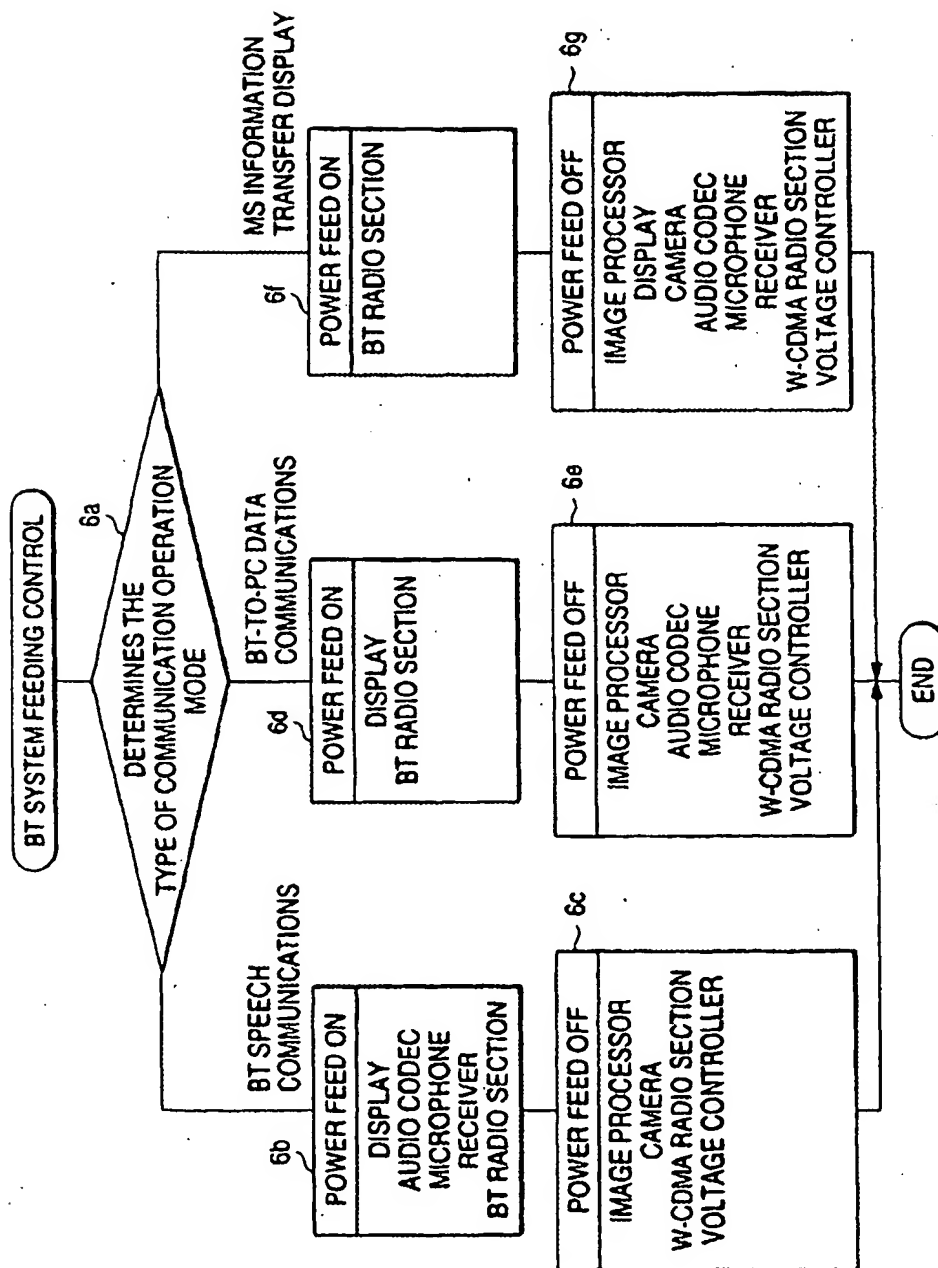 BT SYSTEM FEEDING CONTROL
6a
DETERMINES THE
TYPE OF COMMUNICATION OPERATION
MODE
BT SPEECH
COMMUNICATIONS
6b
POWER FEED ON
DISPLAY
AUDIO CODEC
MICROPHONE
RECEIVER
BT RADIO SECTION
6c
POWER FEED OFF
IMAGE PROCESSOR
CAMERA
W-CDMA RADIO SECTION
VOLTAGE CONTROLLER
BT-TO-PC DATA
COMMUNICATIONS
6d
POWER FEED ON
DISPLAY
BT RADIO SECTION
6e
POWER FEED OFF
IMAGE PROCESSOR
CAMERA
AUDIO CODEC
MICROPHONE
RECEIVER
W-CDMA RADIO SECTION
VOLTAGE CONTROLLER
MS INFORMATION
TRANSFER DISPLAY
6f
POWER FEED ON
BT RADIO SECTION
6g
POWER FEED OFF
IMAGE PROCESSOR
DISPLAY
CAMERA
AUDIO CODEC
MICROPHONE
RECEIVER
W-CDMA RADIO SECTION
VOLTAGE CONTROLLER
END